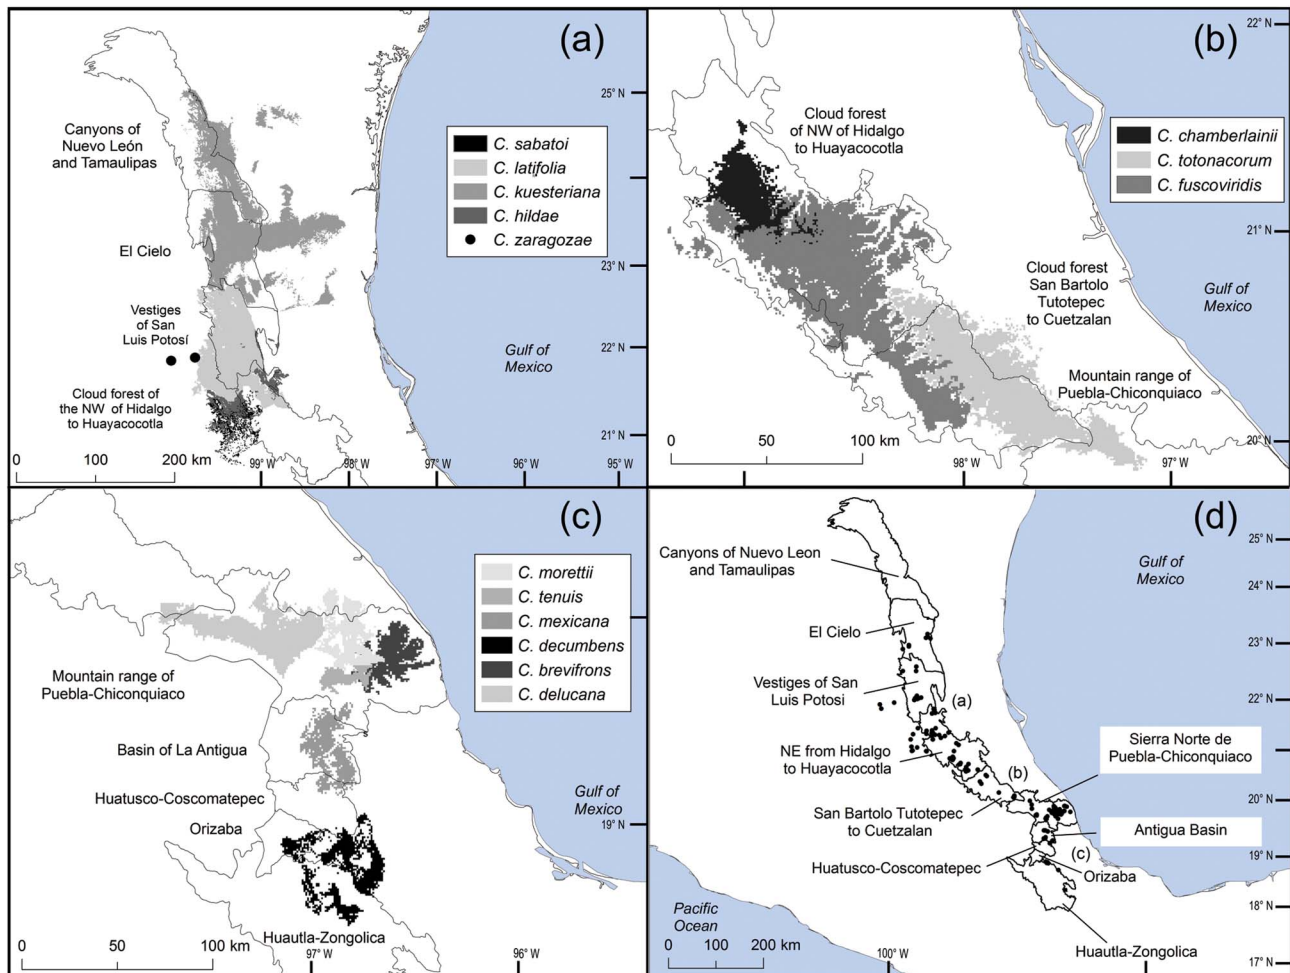 (a)
25° N
Canyons of
Nuevo León
and Tamaulipas
C. sabatoi
C. latifolia
C. kuesteriana
C. hildae
C. zaragozae
El Cielo
23° N
Vestiges
of San
Luis Potosí
22° N
Gulf of
Mexico
Cloud forest of
the NW of Hidalgo
to Huayacocotla
21° N
0 100 200 km
99°W 98°W 97°W 96°W 95°W
(b)
22° N
Cloud forest
of NW of Hidalgo
to Huayacocotla
C. chamberlainii
C. totonacorum
C. fuscoviridis
21° N
Cloud forest
San Bartolo
Tutotepec
to Cuetzalan
Gulf of
Mexico
Mountain range of
Puebla-Chiconquiaco
0 50 100 km
20° N
98°W 97°W
(c)
C. morettii
C. tenuis
C. mexicana
C. decumbens
C. brevifrons
C. delucana
Mountain range of
Puebla-Chiconquiaco
Basin of La Antigua
Huatusco-Coscomatepec
Gulf of
Mexico
Orizaba
19° N
Huautla-Zongolica
0 50 100 km
97°W 96°W
(d)
25° N
Canyons of Nuevo Leon
and Tamaulipas
Gulf of
Mexico
24° N
El Cielo
23° N
Vestiges of San
Luis Potosi
22° N
(a)
NE from Hidalgo
to Huayacocotla
21° N
Sierra Norte de
Puebla-Chiconquiaco
(b)
San Bartolo Tutotepec
to Cuetzalan
20° N
Antigua Basin
(c)
Huatusco-Coscomatepec
19° N
Orizaba
18° N
Pacific
Ocean
Huautla-Zongolica
0 100 200 km
100°W
17° N